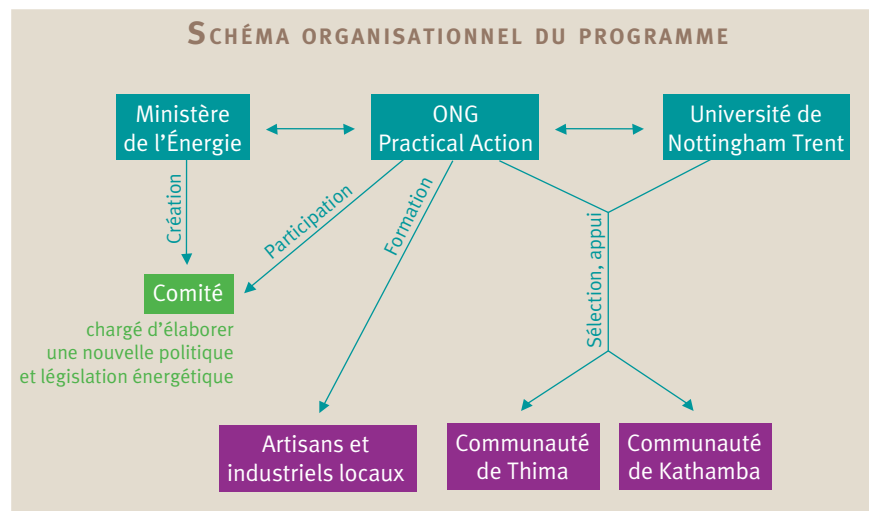 SCHÉMA ORGANISATIONNEL DU PROGRAMME
Ministère
de l'Énergie
ONG
Practical Action
Université de
Nottingham Trent
Création
Participation
Formation
Sélection, appui
Comité
chargé d'élaborer
une nouvelle politique
et législation énergétique
Artisans et
industriels locaux
Communauté
de Thima
Communauté
de Kathamba